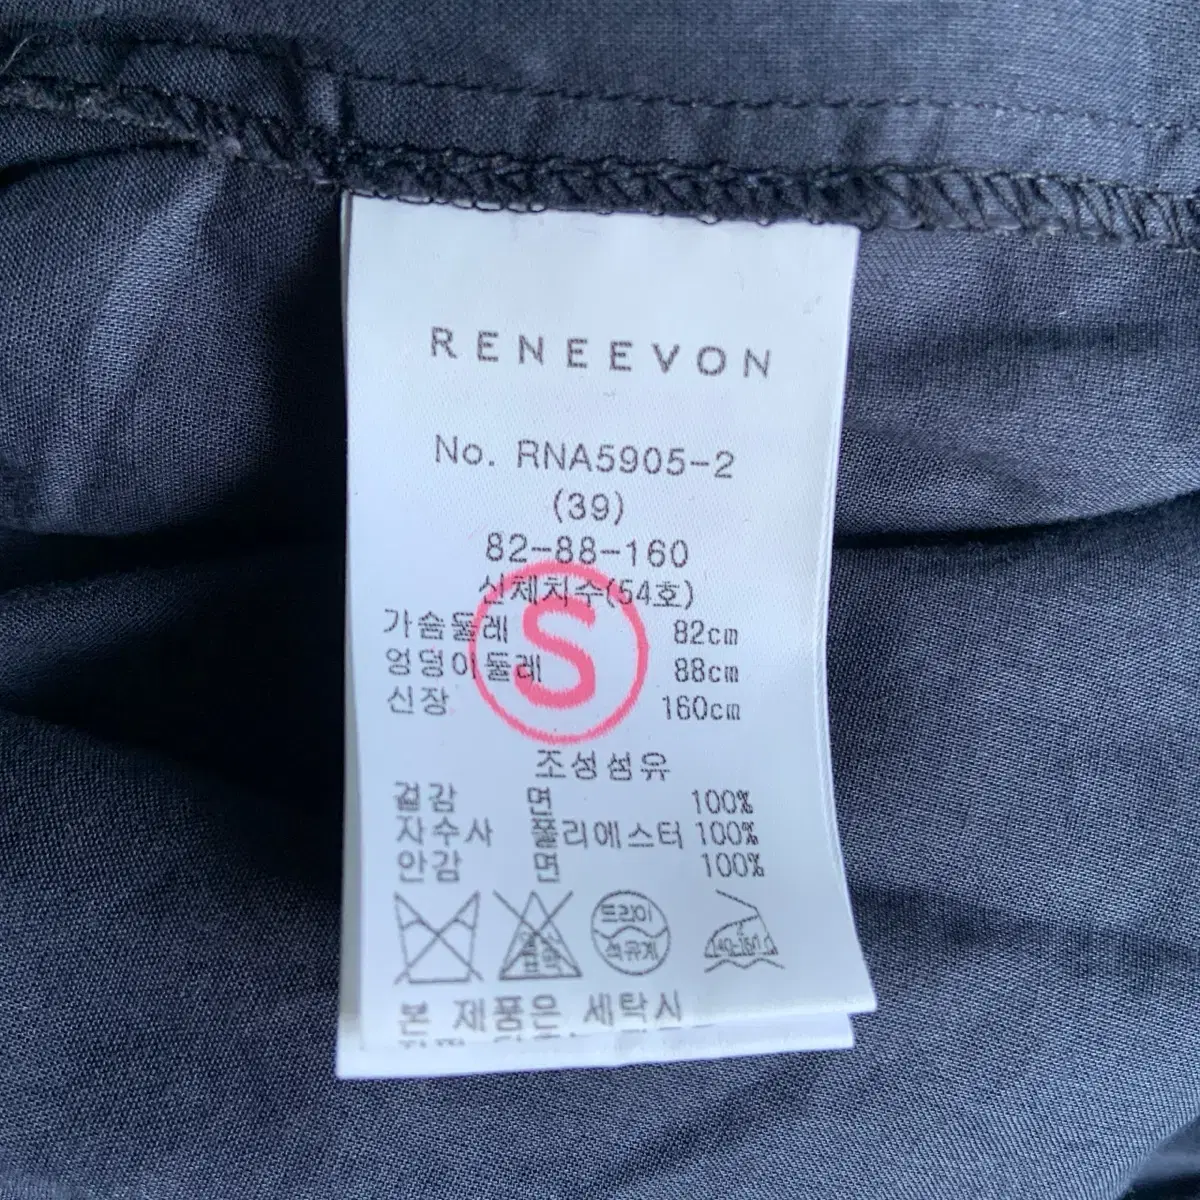 RENEEVON
No. RNA5905-2
(39)
82-88-160
신체치수(54호)
S
가슴둘레 82cm
엉덩이둘레 88cm
신장 160cm
조성섬유
겉감 면 100%
자수사 폴리에스터 100%
안감 면 100%
드라이
석유계
본 제품은 세탁시